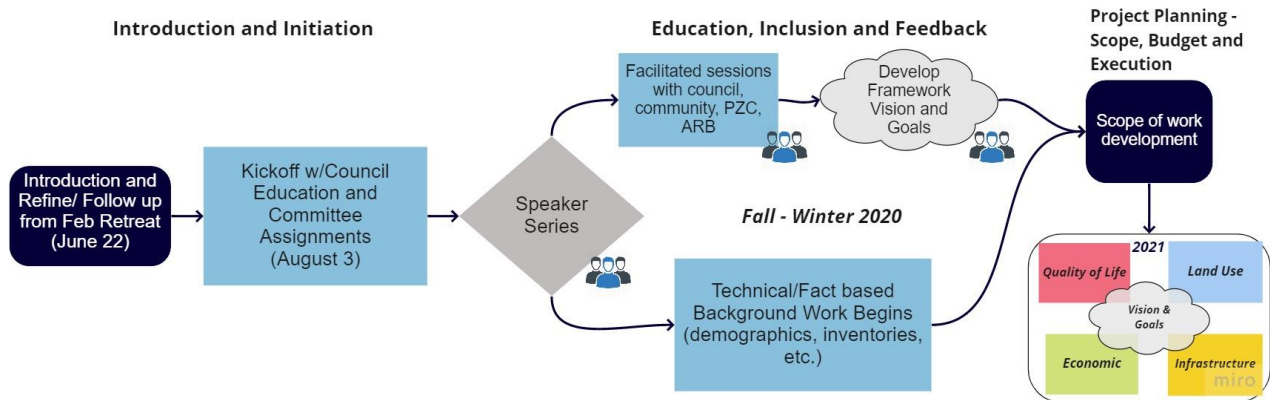 Introduction and Initiation
Education, Inclusion and Feedback
Project Planning -
Scope, Budget and
Execution
Introduction and
Refine/ Follow up
from Feb Retreat
(June 22)
Kickoff w/Council
Education and
Committee
Assignments
(August 3)
Speaker
Series
Facilitated sessions
with council,
community, PZC,
ARB
Develop
Framework
Vision and
Goals
Fall - Winter 2020
Technical/Fact based
Background Work Begins
(demographics, inventories,
etc.)
Scope of work
development
2021
Quality of Life
Land Use
Vision &
Goals
Economic
Infrastructure
miro